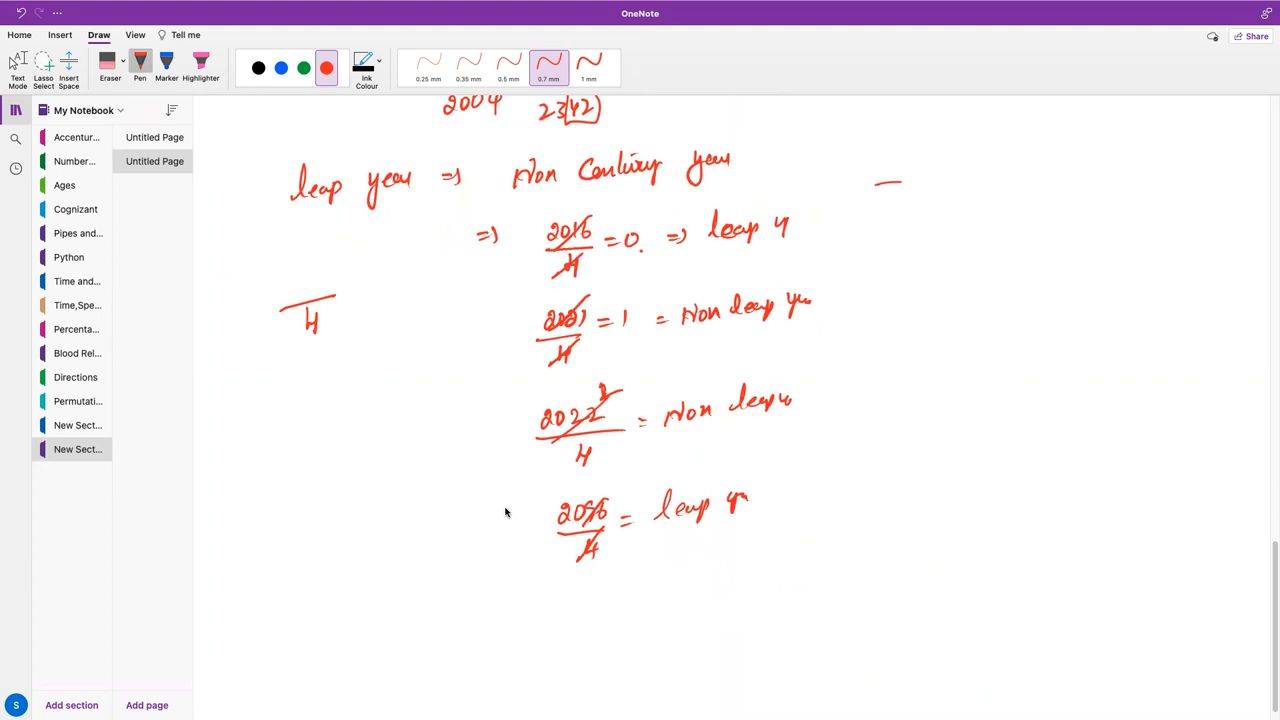 OneNote
Home Insert Draw View Tell me Share
Text Mode Lasso Select Insert Space Eraser Pen Marker Highlighter Ink Colour 0.25 mm 0.35 mm 0.5 mm 0.7 mm 1 mm
My Notebook
Accentur... Untitled Page
Number... Untitled Page
Ages
Cognizant
Pipes and...
Python
Time and...
Time,Spe...
Percenta...
Blood Rel...
Directions
Permutati...
New Sect...
New Sect...
2004 23(42)
leap year => Non Century year
=> 2016/4 = 0. => leap y
4
2021/4 = 1 = Non leap
2022/4 = Non leap
= leap
S Add section Add page